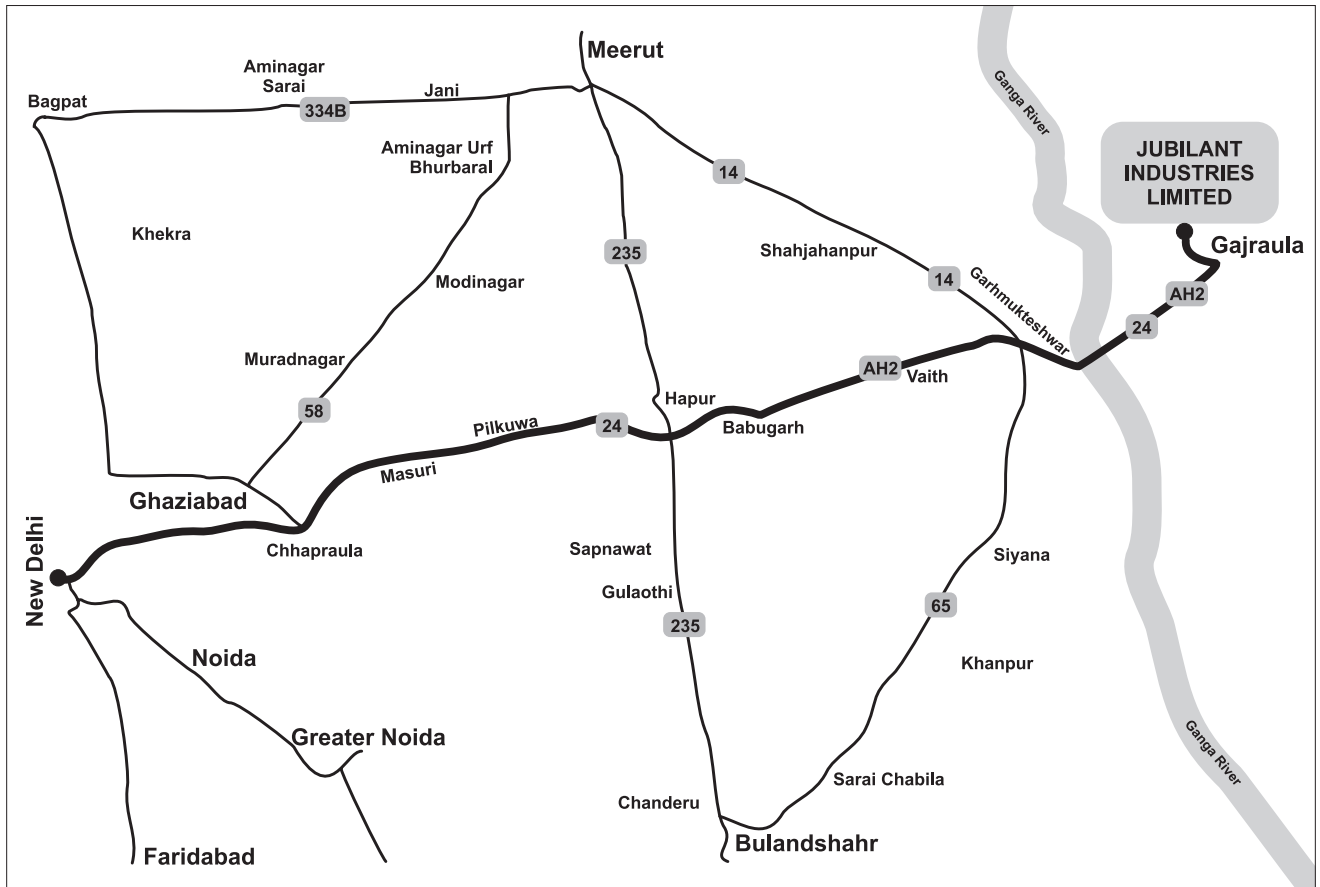 Meerut
Aminagar
Sarai
Bagpat
Jani
334B
Ganga River
Aminagar Urf
Bhurbaral
14
JUBILANT
INDUSTRIES
LIMITED
Khekra
235
Shahjahanpur
Gajraula
Modinagar
14
Garhmukteshwar
AH2
24
Muradnagar
AH2
Vaith
58
Hapur
Pilkuwa
24
Babugarh
Masuri
Ghaziabad
New Delhi
Chhapraula
Sapnawat
Siyana
Gulaothi
65
235
Noida
Khanpur
Greater Noida
Ganga River
Sarai Chabila
Chanderu
Bulandshahr
Faridabad